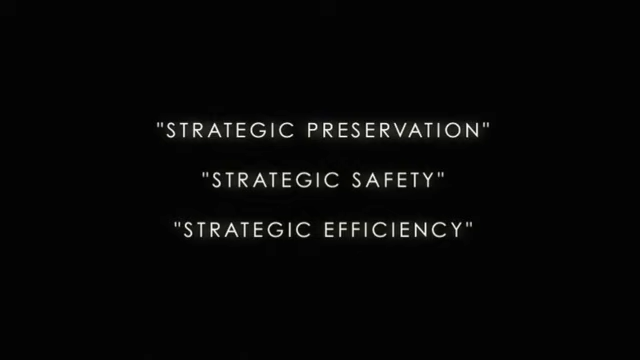 "STRATEGIC PRESERVATION"
"STRATEGIC SAFETY"
"STRATEGIC EFFICIENCY"